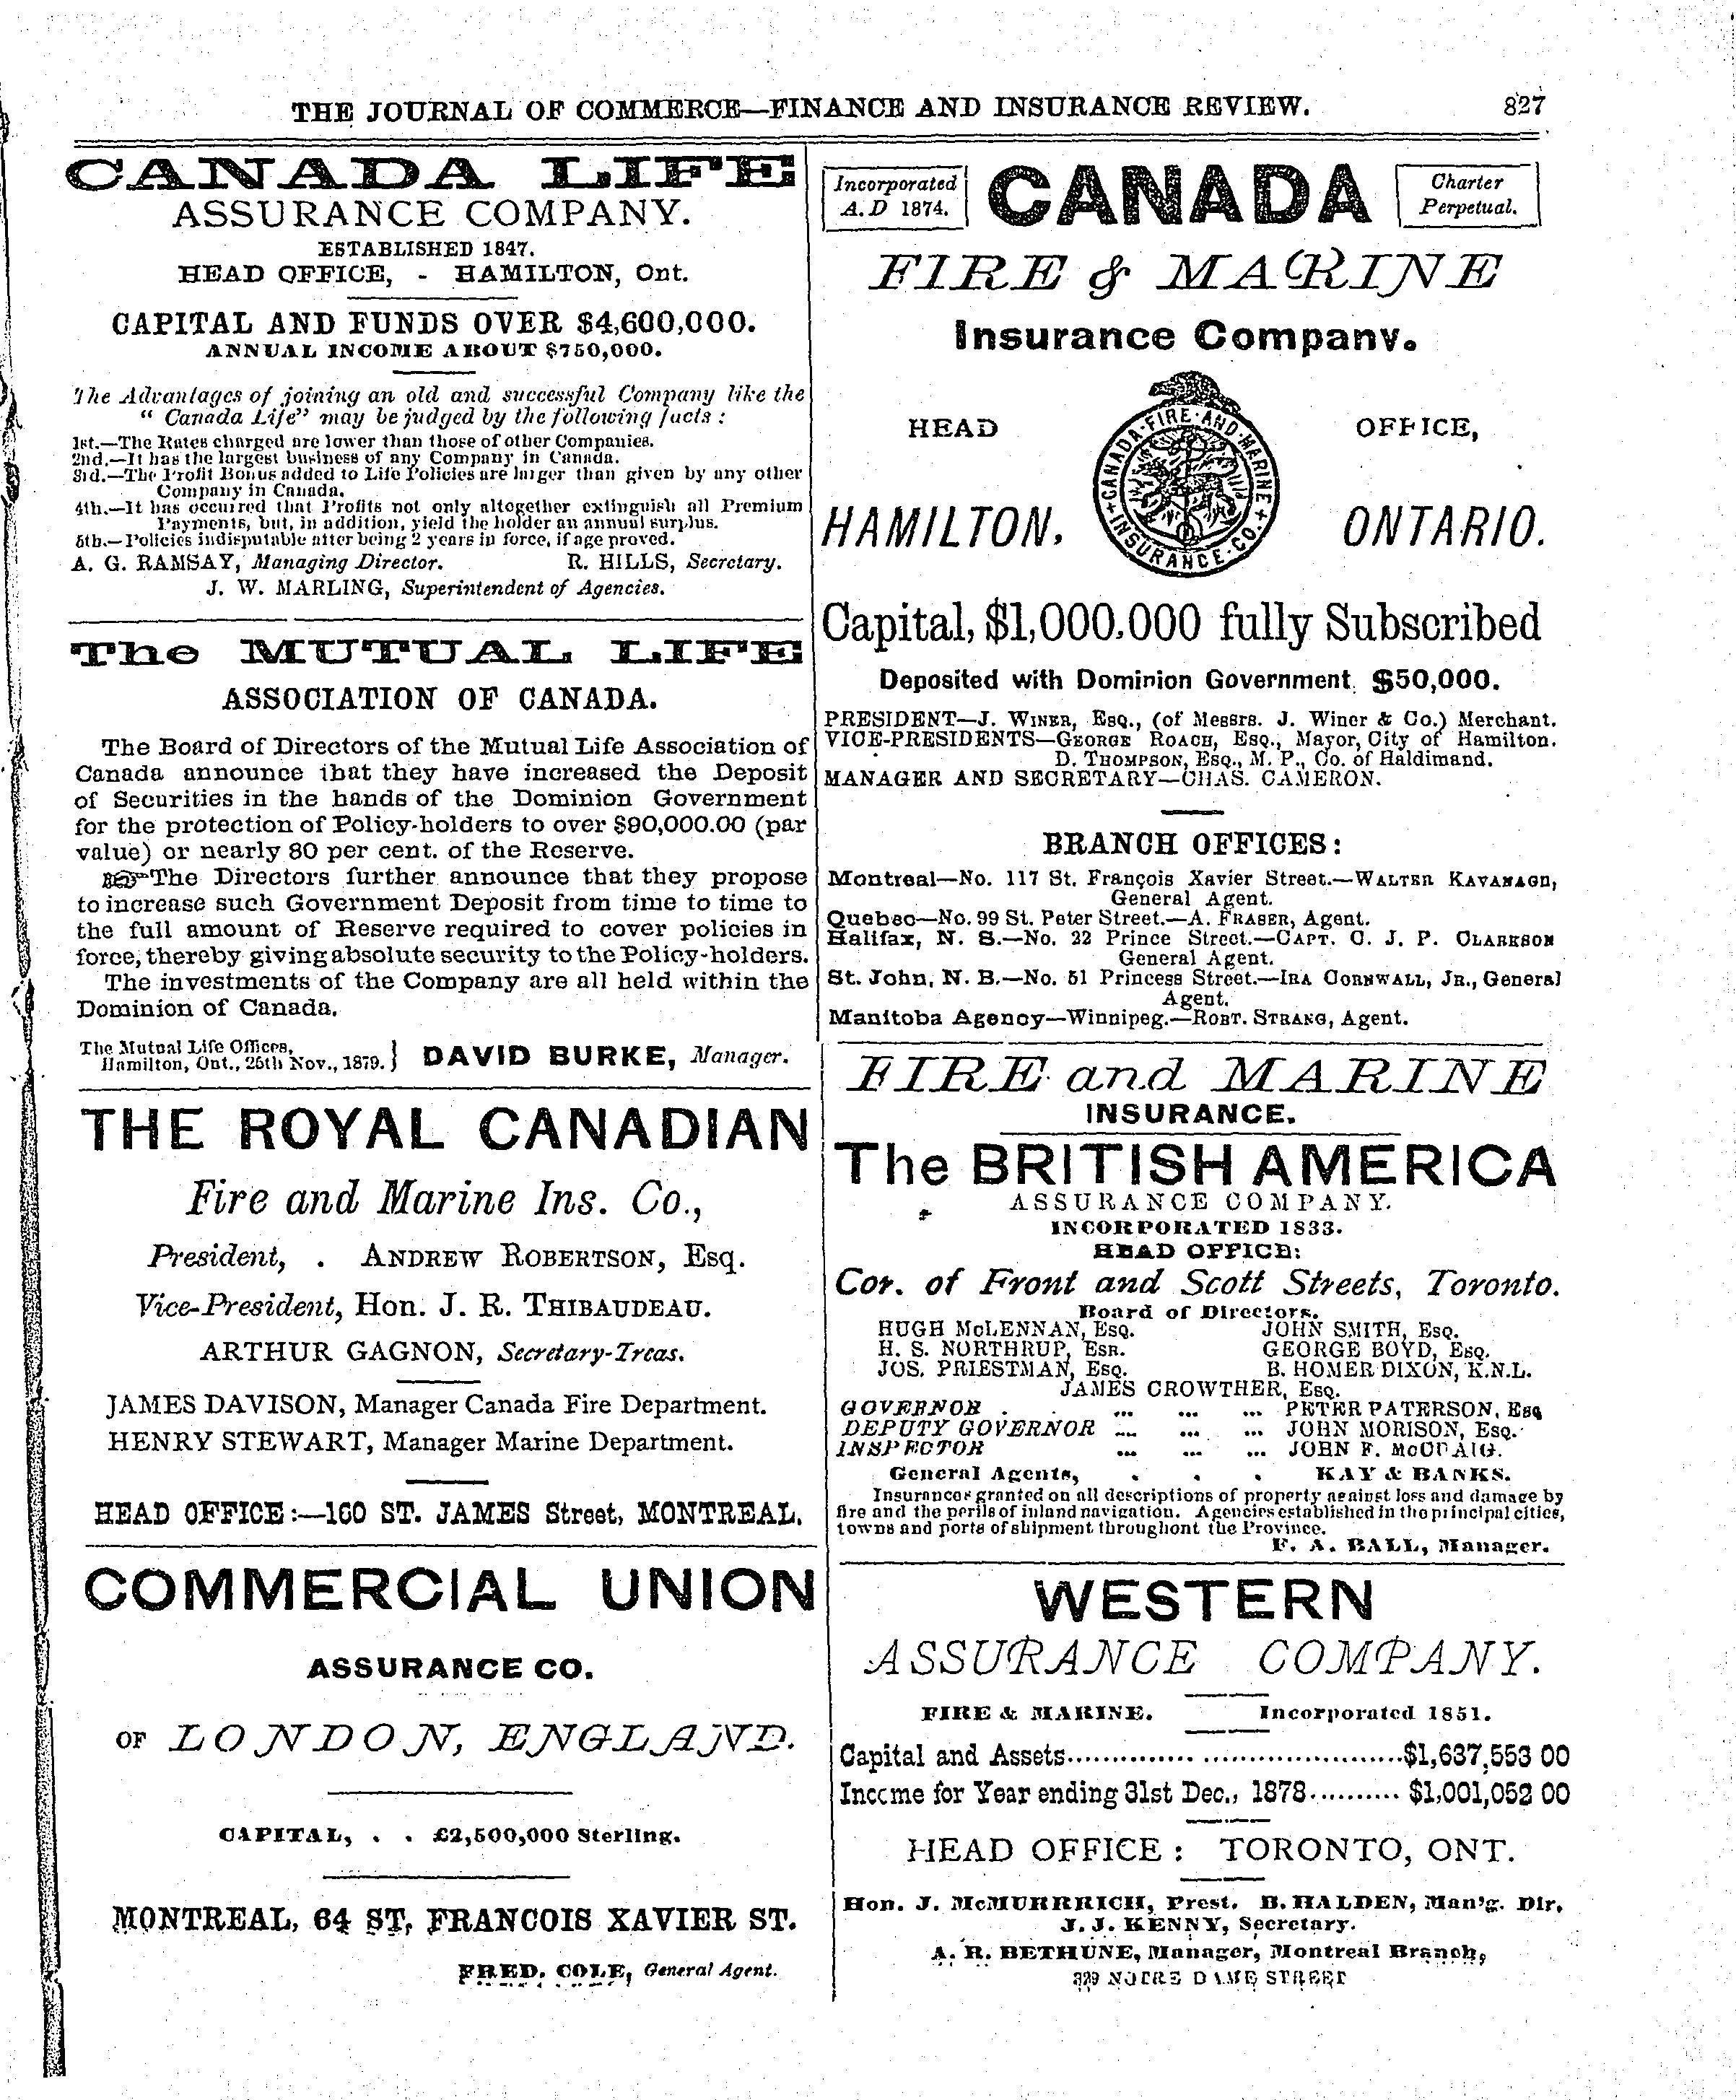 THE JOURNAL OF COMMERCE—FINANCE AND INSURANCE REVIEW. 827
CANADA LIFE
ASSURANCE COMPANY.
ESTABLISHED 1847.
HEAD OFFICE, - HAMILTON, Ont.
CAPITAL AND FUNDS OVER $4,600,000.
ANNUAL INCOME ABOUT $750,000.
The Advantages of joining an old and successful Company like the
“ Canada Life” may be judged by the following facts :
1st.—The Rates charged are lower than those of other Companies.
2nd.—It has the largest business of any Company in Canada.
3rd.—The Profit Bonus added to Life Policies are larger than given by any other
Company in Canada.
4th.—It has occurred that Profits not only altogether extinguish all Premium
Payments, but, in addition, yield the holder an annual surplus.
5th.—Policies indisputable after being 2 years in force, if age proved.
A. G. RAMSAY, Managing Director. R. HILLS, Secretary.
J. W. MARLING, Superintendent of Agencies.
The MUTUAL LIFE
ASSOCIATION OF CANADA.
The Board of Directors of the Mutual Life Association of
Canada announce that they have increased the Deposit
of Securities in the hands of the Dominion Government
for the protection of Policy-holders to over $90,000.00 (par
value) or nearly 80 per cent. of the Reserve.
☞The Directors further announce that they propose
to increase such Government Deposit from time to time to
the full amount of Reserve required to cover policies in
force, thereby giving absolute security to the Policy-holders.
The investments of the Company are all held within the
Dominion of Canada.
The Mutual Life Offices,
Hamilton, Ont., 25th Nov., 1879. } DAVID BURKE, Manager.
THE ROYAL CANADIAN
Fire and Marine Ins. Co.,
President, . ANDREW ROBERTSON, Esq.
Vice-President, Hon. J. R. THIBAUDEAU.
ARTHUR GAGNON, Secretary-Treas.
JAMES DAVISON, Manager Canada Fire Department.
HENRY STEWART, Manager Marine Department.
HEAD OFFICE:—160 ST. JAMES Street, MONTREAL.
COMMERCIAL UNION
ASSURANCE CO.
OF LONDON, ENGLAND.
CAPITAL, . . £2,500,000 Sterling.
MONTREAL, 64 ST. FRANCOIS XAVIER ST.
FRED. COLE, General Agent.
Incorporated
A.D 1874.
CANADA
Charter
Perpetual.
FIRE & MARINE
Insurance Company.
HEAD OFFICE,
CANADA·FIRE·AND·MARINE
INSURANCE·CO.
HAMILTON, ONTARIO.
Capital, $1,000,000 fully Subscribed
Deposited with Dominion Government. $50,000.
PRESIDENT—J. WINER, ESQ., (of Messrs. J. Winer & Co.) Merchant.
VICE-PRESIDENTS—GEORGE ROACH, ESQ., Mayor, City of Hamilton.
D. THOMPSON, ESQ., M. P., Co. of Haldimand.
MANAGER AND SECRETARY—CHAS. CAMERON.
BRANCH OFFICES:
Montreal—No. 117 St. François Xavier Street.—WALTER KAVANAGH,
General Agent.
Quebec—No. 99 St. Peter Street.—A. FRASER, Agent.
Halifax, N. S.—No. 22 Prince Street.—CAPT. C. J. P. CLARKSON
General Agent.
St. John, N. B.—No. 51 Princess Street.—IRA CORNWALL, JR., General
Agent.
Manitoba Agency—Winnipeg.—ROBT. STRANG, Agent.
FIRE and MARINE
INSURANCE.
The BRITISH AMERICA
ASSURANCE COMPANY.
INCORPORATED 1833.
HEAD OFFICE:
Cor. of Front and Scott Streets, Toronto.
Board of Directors.
HUGH McLENNAN, ESQ. JOHN SMITH, ESQ.
H. S. NORTHRUP, ESR. GEORGE BOYD, ESQ.
JOS. PRIESTMAN, ESQ. B. HOMER DIXON, K.N.L.
JAMES CROWTHER, ESQ.
GOVERNOR . . ... ... ... PETER PATERSON, ESQ
DEPUTY GOVERNOR ... ... ... JOHN MORISON, ESQ.
INSPECTOR ... ... ... JOHN F. McCUAIG.
General Agents, . . . KAY & BANKS.
Insurances granted on all descriptions of property against loss and damage by
fire and the perils of inland navigation. Agencies established in the principal cities,
towns and ports of shipment throughout the Province.
F. A. BALL, Manager.
WESTERN
ASSURANCE COMPANY.
FIRE & MARINE. Incorporated 1851.
Capital and Assets.................................$1,637,553 00
Income for Year ending 31st Dec., 1878.......... $1,001,052 00
HEAD OFFICE : TORONTO, ONT.
Hon. J. McMURRRICH, Prest. B. HALDEN, Man’g. Dir.
J. J. KENNY, Secretary.
A. R. BETHUNE, Manager, Montreal Branch,
329 NOTRE DAME STREET